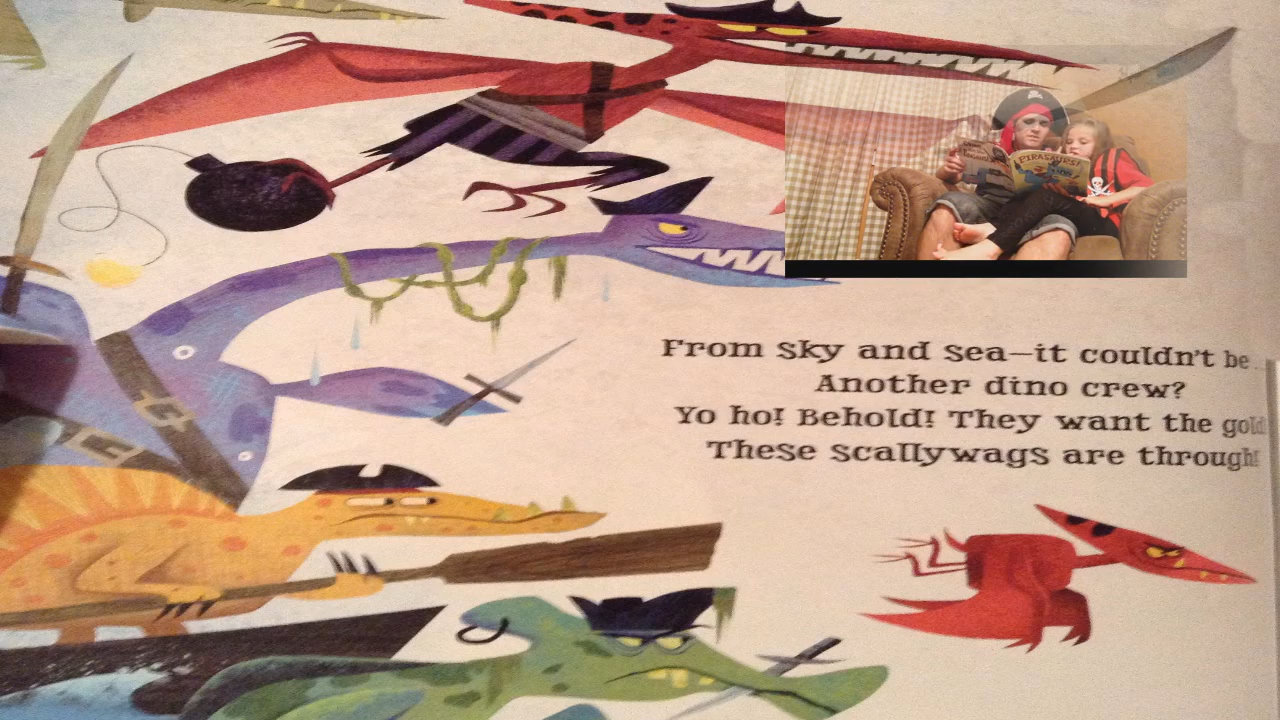 PIRASAURS!
From sky and sea—it couldn't be
Another dino crew?
Yo ho! Behold! They want the gold
These scallywags are through!